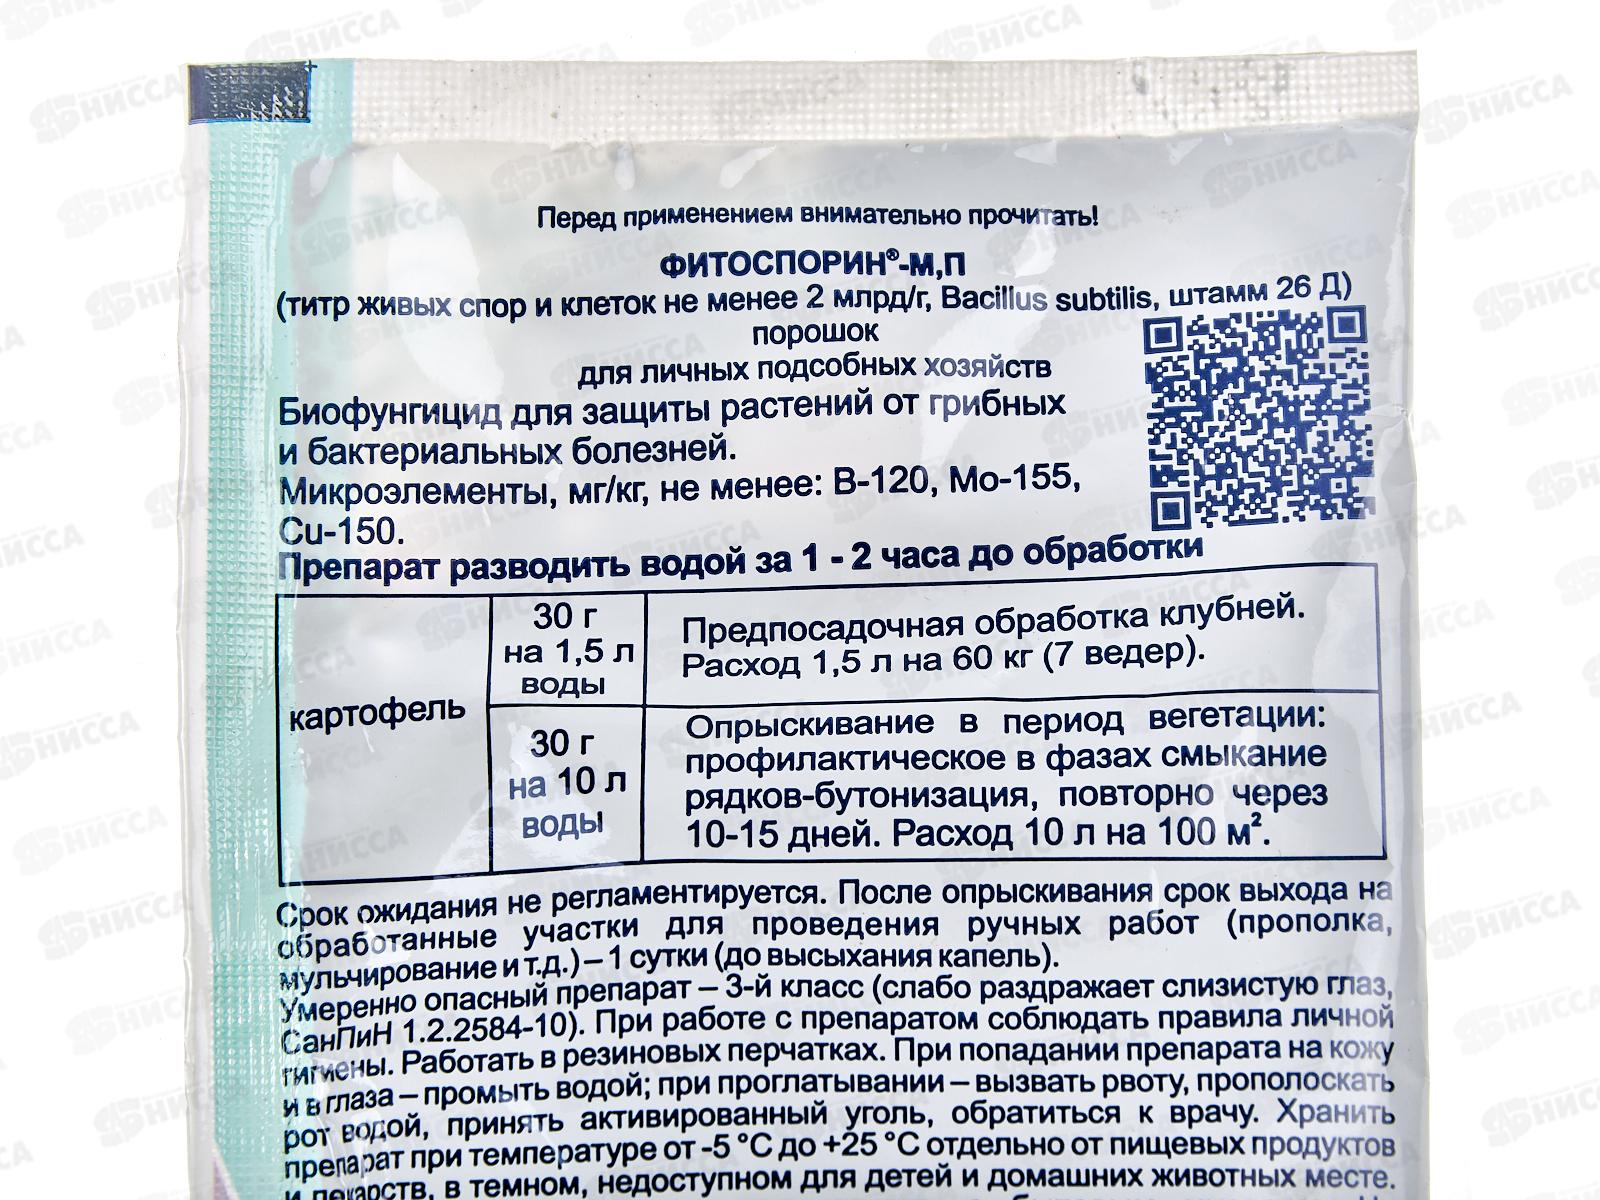 Перед применением внимательно прочитать!
ФИТОСПОРИН®-М,П
(титр живых спор и клеток не менее 2 млрд/г, Bacillus subtilis, штамм 26 Д)
порошок
для личных подсобных хозяйств
Биофунгицид для защиты растений от грибных
и бактериальных болезней.
Микроэлементы, мг/кг, не менее: В-120, Мо-155,
Cu-150.
Препарат разводить водой за 1 - 2 часа до обработки
картофель
30 г
на 1,5 л
воды
Предпосадочная обработка клубней.
Расход 1,5 л на 60 кг (7 ведер).
30 г
на 10 л
воды
Опрыскивание в период вегетации:
профилактическое в фазах смыкание
рядков-бутонизация, повторно через
10-15 дней. Расход 10 л на 100 м².
Срок ожидания не регламентируется. После опрыскивания срок выхода на
обработанные участки для проведения ручных работ (прополка,
мульчирование и т.д.) – 1 сутки (до высыхания капель).
Умеренно опасный препарат – 3-й класс (слабо раздражает слизистую глаз,
СанПиН 1.2.2584-10). При работе с препаратом соблюдать правила личной
гигиены. Работать в резиновых перчатках. При попадании препарата на кожу
и в глаза – промыть водой; при проглатывании – вызвать рвоту, прополоскать
рот водой, принять активированный уголь, обратиться к врачу. Хранить
препарат при температуре от -5 °С до +25 °С отдельно от пищевых продуктов
и лекарств, в темном, недоступном для детей и домашних животных месте.
НИССА